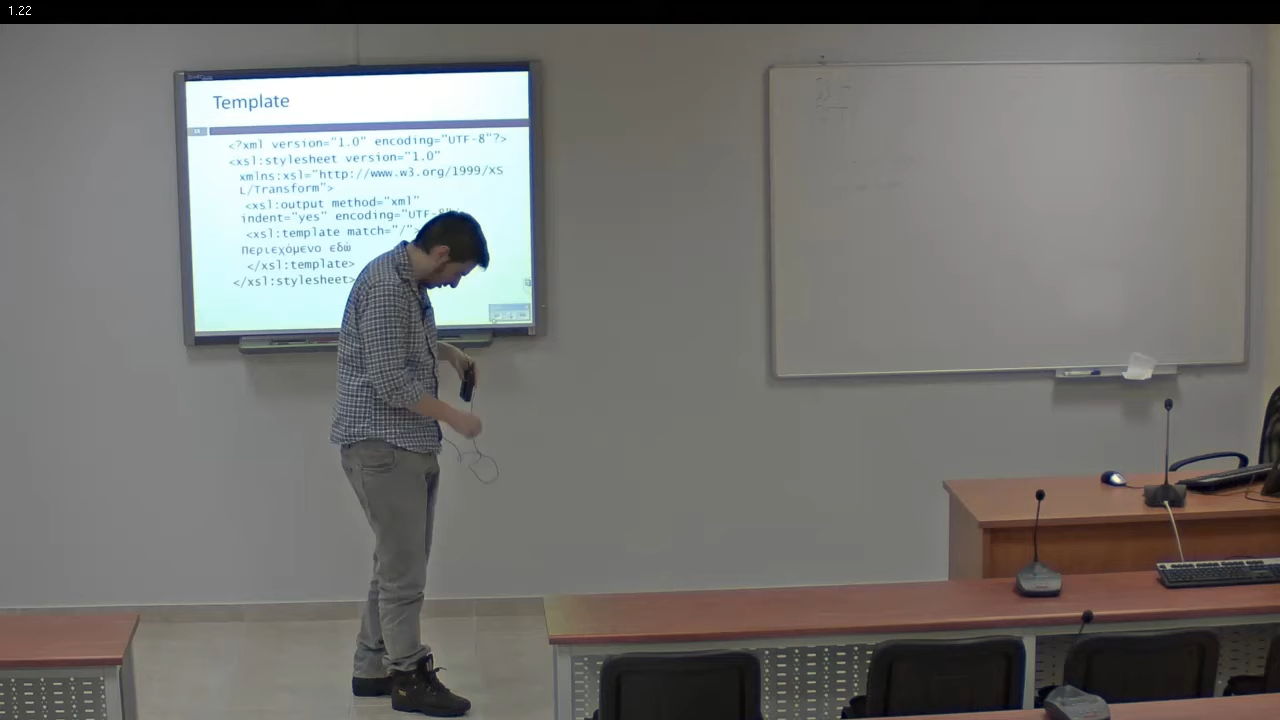 1.22
Template
<?xml version="1.0" encoding="UTF-8"?>
<xsl:stylesheet version="1.0"
xmlns:xsl="http://www.w3.org/1999/XS
L/Transform">
<xsl:output method="xml"
indent="yes" encoding="UTF-8"
<xsl:template match="/">
Περιεχόμενο εδώ
</xsl:template>
</xsl:stylesheet>